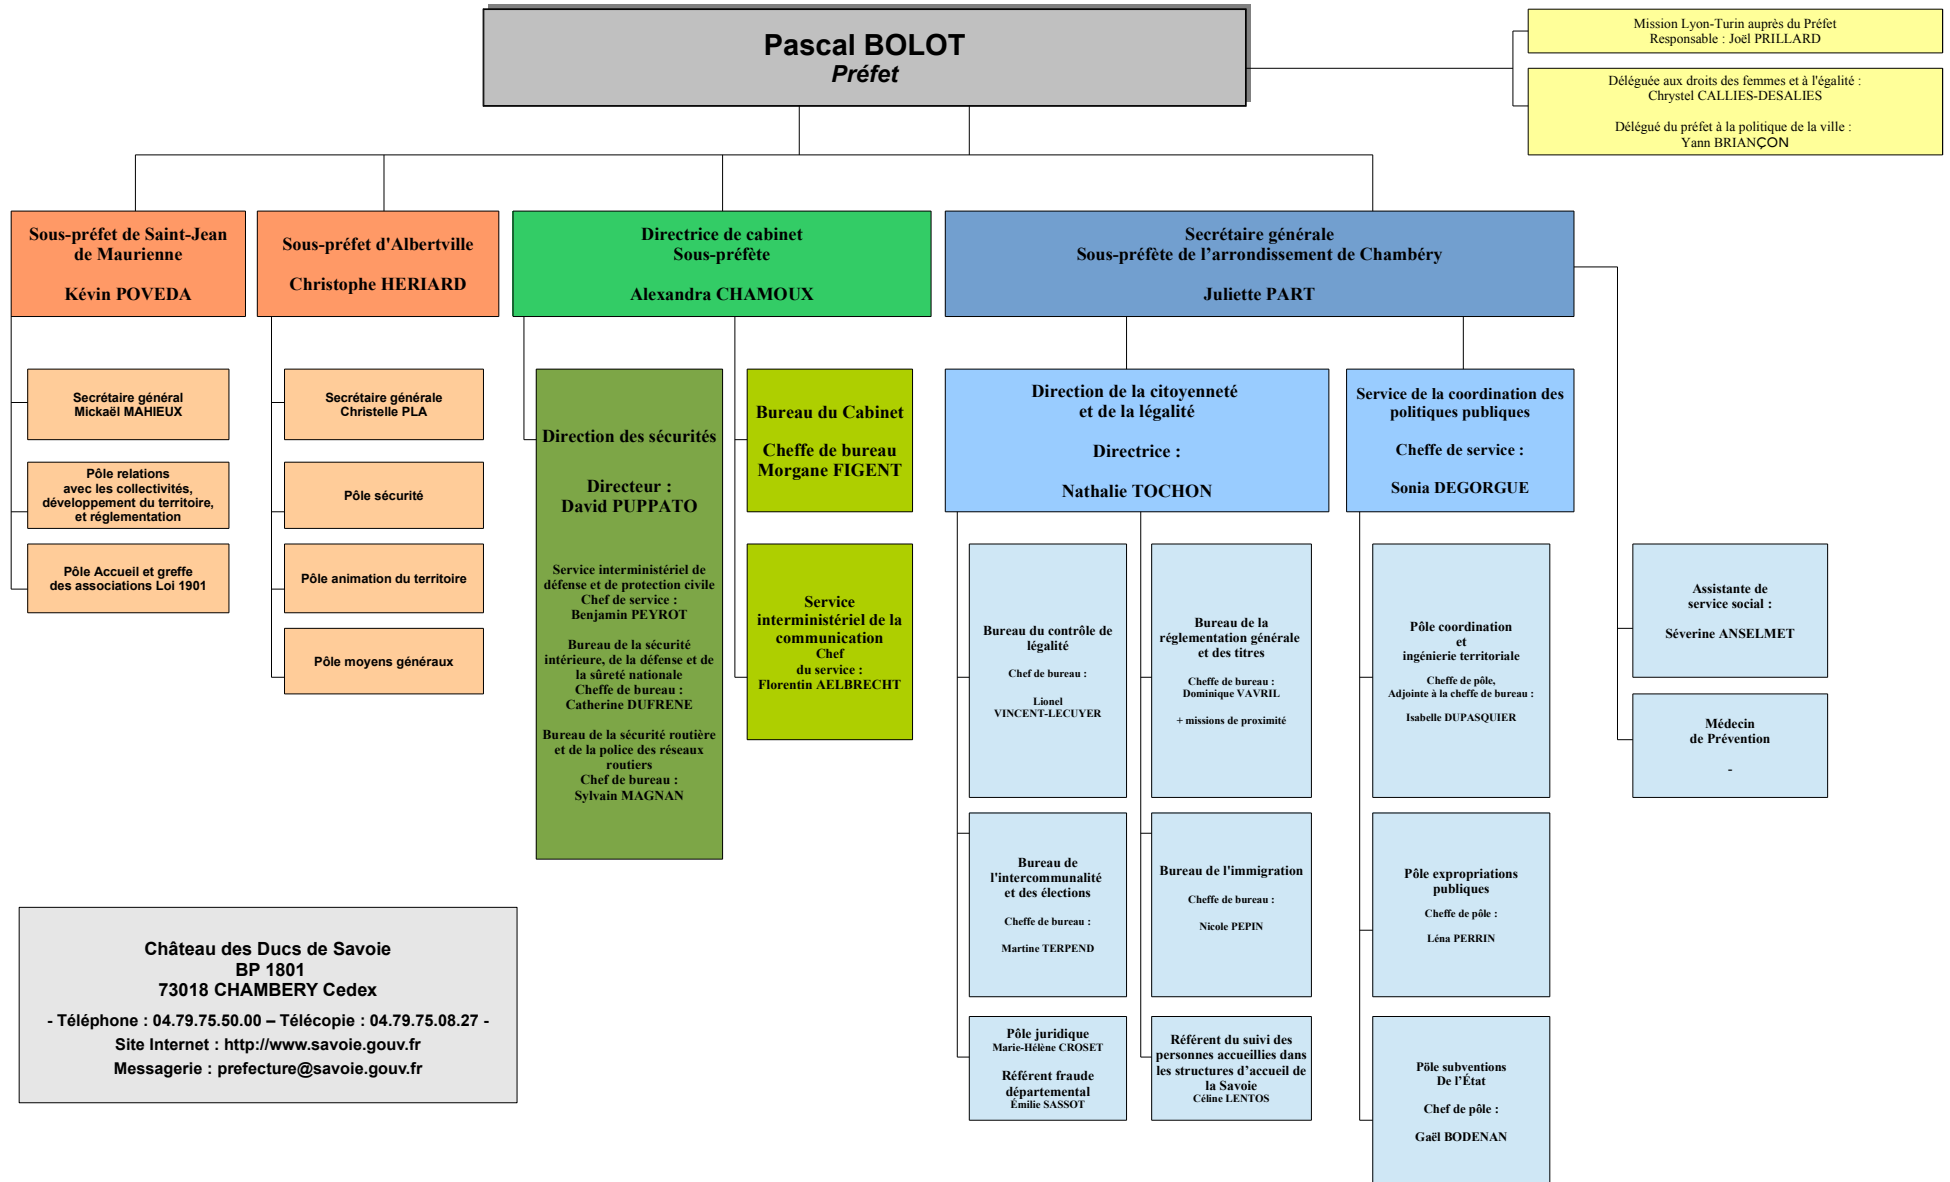 Pascal BOLOT
Préfet
Mission Lyon-Turin auprès du Préfet
Responsable : Joël PRILLARD
Déléguée aux droits des femmes et à l'égalité :
Chrystel CALLIES-DESALIES
Délégué du préfet à la politique de la ville :
Yann BRIANÇON
Sous-préfet de Saint-Jean
de Maurienne
Kévin POVEDA
Sous-préfet d'Albertville
Christophe HERIARD
Directrice de cabinet
Sous-préfète
Alexandra CHAMOUX
Secrétaire générale
Sous-préfète de l’arrondissement de Chambéry
Juliette PART
Secrétaire général
Mickaël MAHIEUX
Pôle relations
avec les collectivités,
développement du territoire,
et réglementation
Pôle Accueil et greffe
des associations Loi 1901
Secrétaire générale
Christelle PLA
Pôle sécurité
Pôle animation du territoire
Pôle moyens généraux
Direction des sécurités
Directeur :
David PUPPATO
Service interministériel de
défense et de protection civile
Chef de service :
Benjamin PEYROT
Bureau de la sécurité
intérieure, de la défense et de
la sûreté nationale
Cheffe de bureau :
Catherine DUFRENE
Bureau de la sécurité routière
et de la police des réseaux
routiers
Chef de bureau :
Sylvain MAGNAN
Bureau du Cabinet
Cheffe de bureau
Morgane FIGENT
Service
interministériel de la
communication
Chef
du service :
Florentin AELBRECHT
Direction de la citoyenneté
et de la légalité
Directrice :
Nathalie TOCHON
Service de la coordination des
politiques publiques
Cheffe de service :
Sonia DEGORGUE
Bureau du contrôle de
légalité
Chef de bureau :
Lionel
VINCENT-LECUYER
Bureau de la
réglementation générale
et des titres
Cheffe de bureau :
Dominique VAVRIL
+ missions de proximité
Pôle coordination
et
ingénierie territoriale
Cheffe de pôle,
Adjointe à la cheffe de bureau :
Isabelle DUPASQUIER
Assistante de
service social :
Séverine ANSELMET
Médecin
de Prévention
-
Bureau de
l'intercommunalité
et des élections
Cheffe de bureau :
Martine TERPEND
Bureau de l'immigration
Cheffe de bureau :
Nicole PEPIN
Pôle expropriations
publiques
Cheffe de pôle :
Léna PERRIN
Pôle juridique
Marie-Hélène CROSET
Référent fraude
départemental
Émilie SASSOT
Référent du suivi des
personnes accueillies dans
les structures d’accueil de
la Savoie
Céline LENTOS
Pôle subventions
De l’État
Chef de pôle :
Gaël BODENAN
Château des Ducs de Savoie
BP 1801
73018 CHAMBERY Cedex
- Téléphone : 04.79.75.50.00 – Télécopie : 04.79.75.08.27 -
Site Internet : http://www.savoie.gouv.fr
Messagerie : prefecture@savoie.gouv.fr